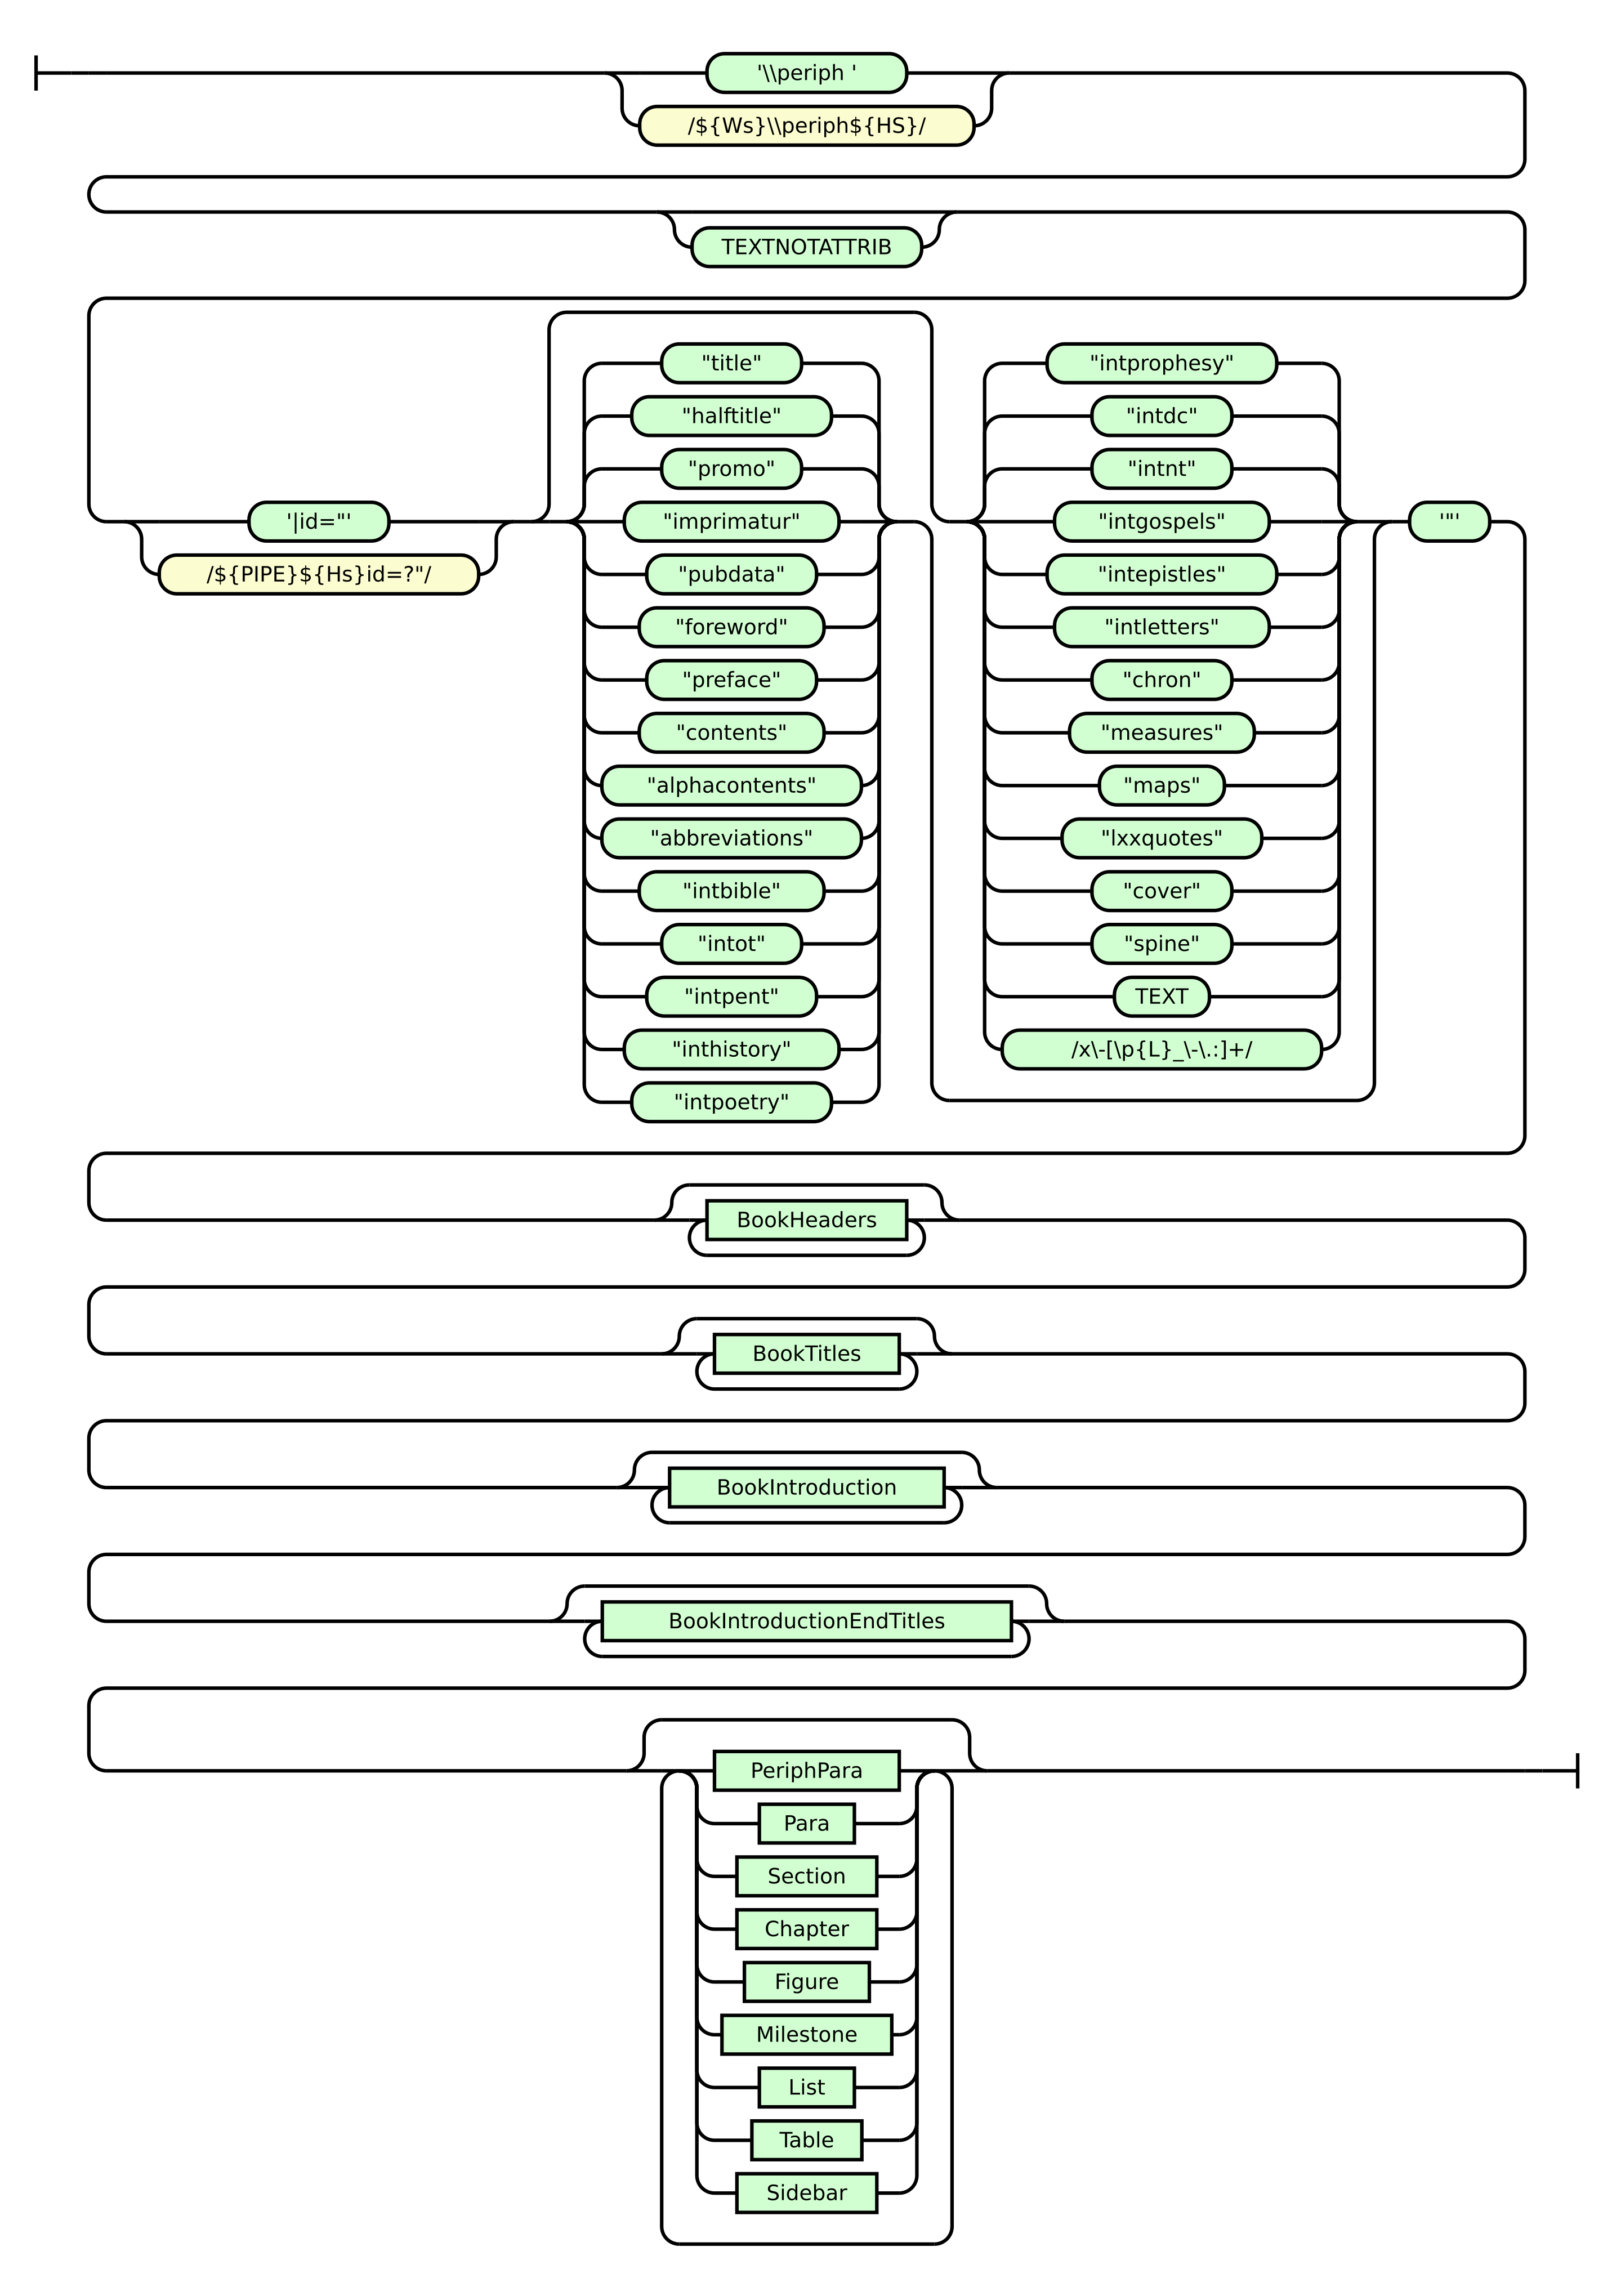 '\\periph '
/${Ws}\\periph${HS}/
TEXTNOTATTRIB
'|id="'
/${PIPE}${Hs}id=?"/
"title"
"halftitle"
"promo"
"imprimatur"
"pubdata"
"foreword"
"preface"
"contents"
"alphacontents"
"abbreviations"
"intbible"
"intot"
"intpent"
"inthistory"
"intpoetry"
"intprophesy"
"intdc"
"intnt"
"intgospels"
"intepistles"
"intletters"
"chron"
"measures"
"maps"
"lxxquotes"
"cover"
"spine"
TEXT
/x\-[\p{L}_\-\.:]+/
'"'
BookHeaders
BookTitles
BookIntroduction
BookIntroductionEndTitles
PeriphPara
Para
Section
Chapter
Figure
Milestone
List
Table
Sidebar